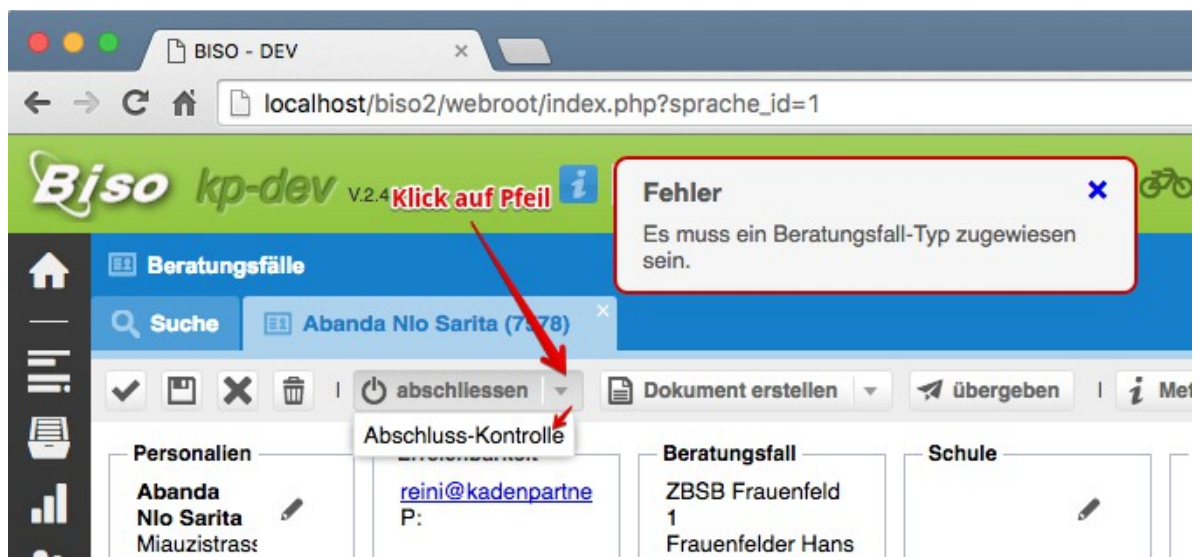 BISO - DEV
localhost/biso2/webroot/index.php?sprache_id=1
Biso kp-dev V.2.4
Klick auf Pfeil
Fehler
Es muss ein Beratungsfall-Typ zugewiesen
sein.
Beratungsfälle
Suche
Abanda Nlo Sarita (7578)
abschliessen
Dokument erstellen
übergeben
Abschluss-Kontrolle
Personalien
Beratungsfall
Schule
Abanda
Nlo Sarita
Miauzistrass
reini@kadenpartne
P:
ZBSB Frauenfeld
1
Frauenfelder Hans